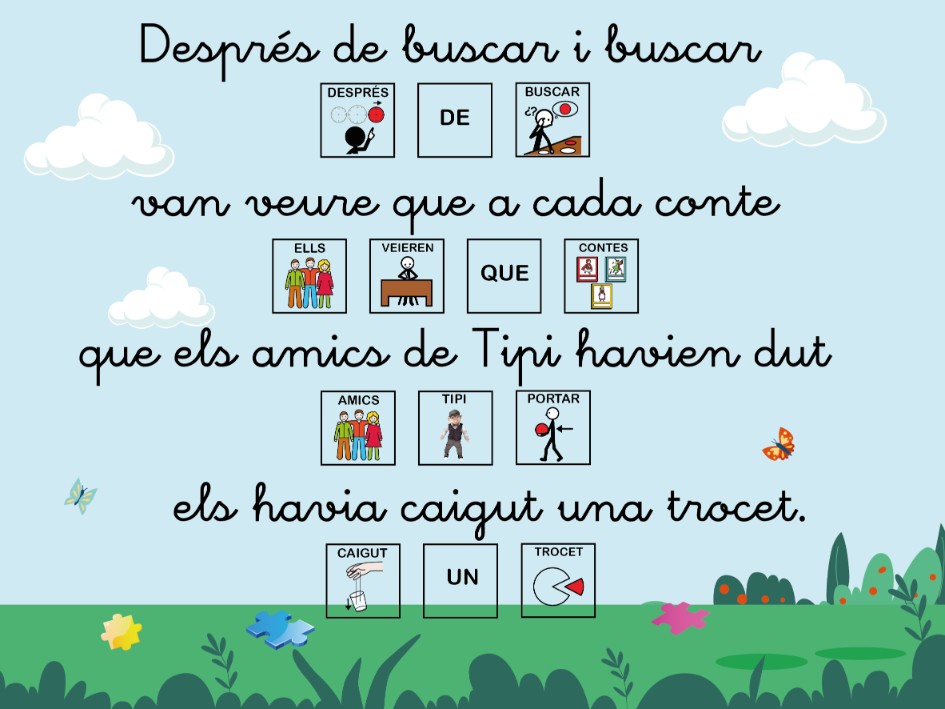 Després de buscar i buscar
DESPRÉS DE BUSCAR
¿?
van veure que a cada conte
ELLS VEIEREN QUE CONTES
que els amics de Tipi havien dut
AMICS TIPI PORTAR
els havia caigut una trocet.
CAIGUT UN TROCET